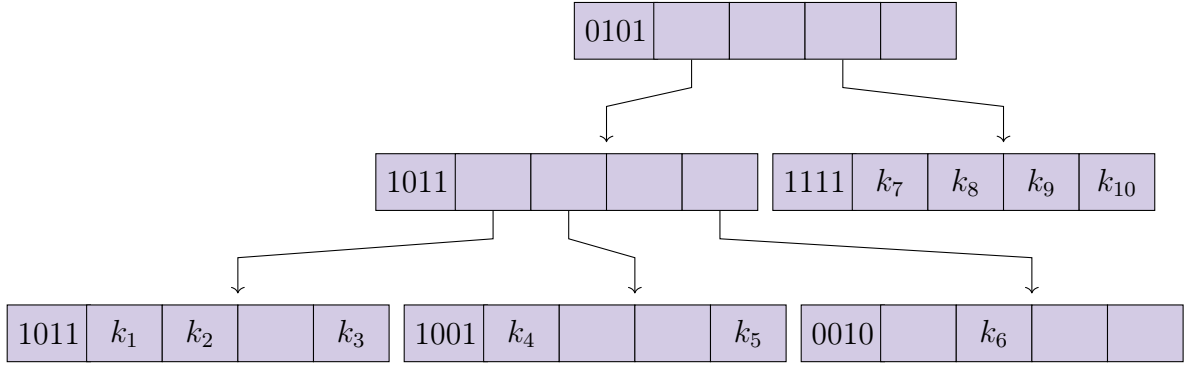 0101
1011
1111 k₇ k₈ k₉ k₁₀
1011 k₁ k₂ k₃
1001 k₄ k₅
0010 k₆